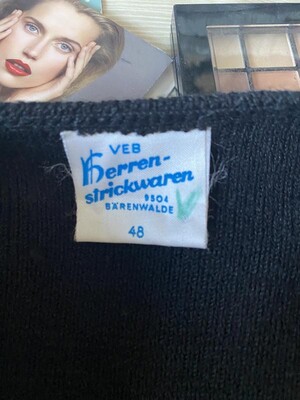 VEB
Herren-
strickwaren
9504
BÄRENWALDE
48